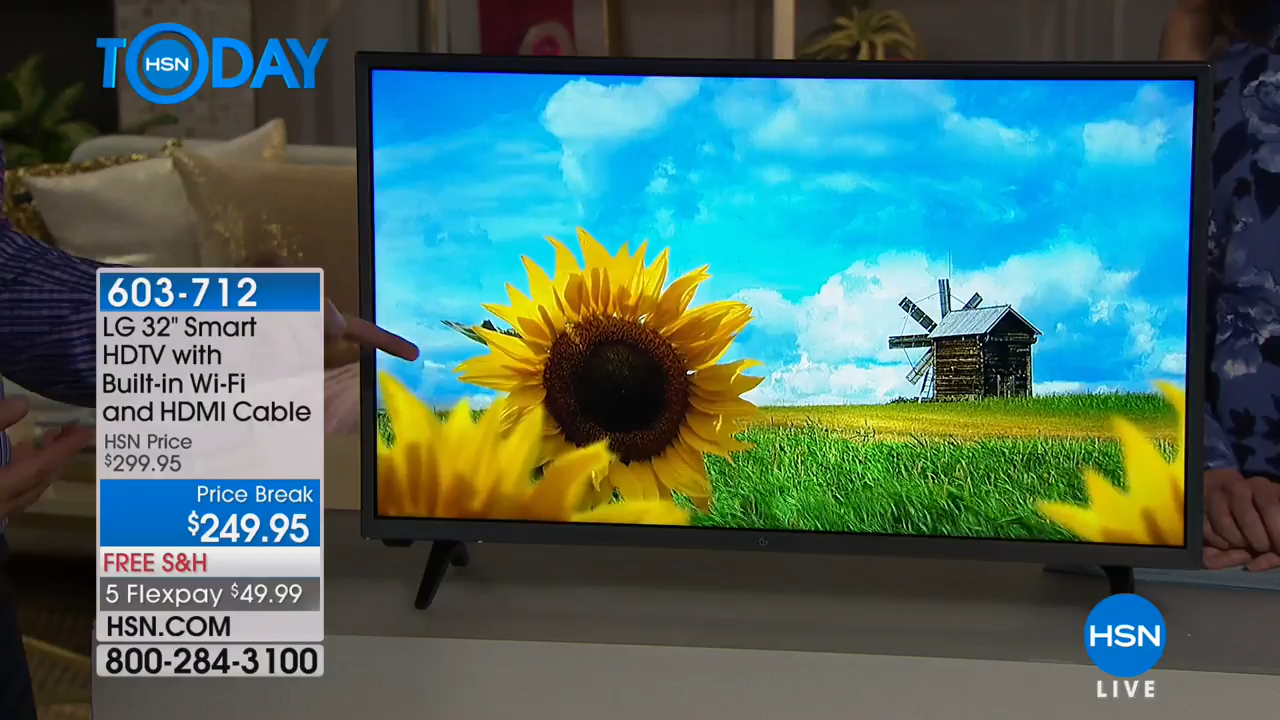 TODAY
HSN
603-712
LG 32" Smart
HDTV with
Built-in Wi-Fi
and HDMI Cable
HSN Price
$299.95
Price Break
$249.95
FREE S&H
5 Flexpay $49.99
HSN.COM
800-284-3100
HSN
LIVE